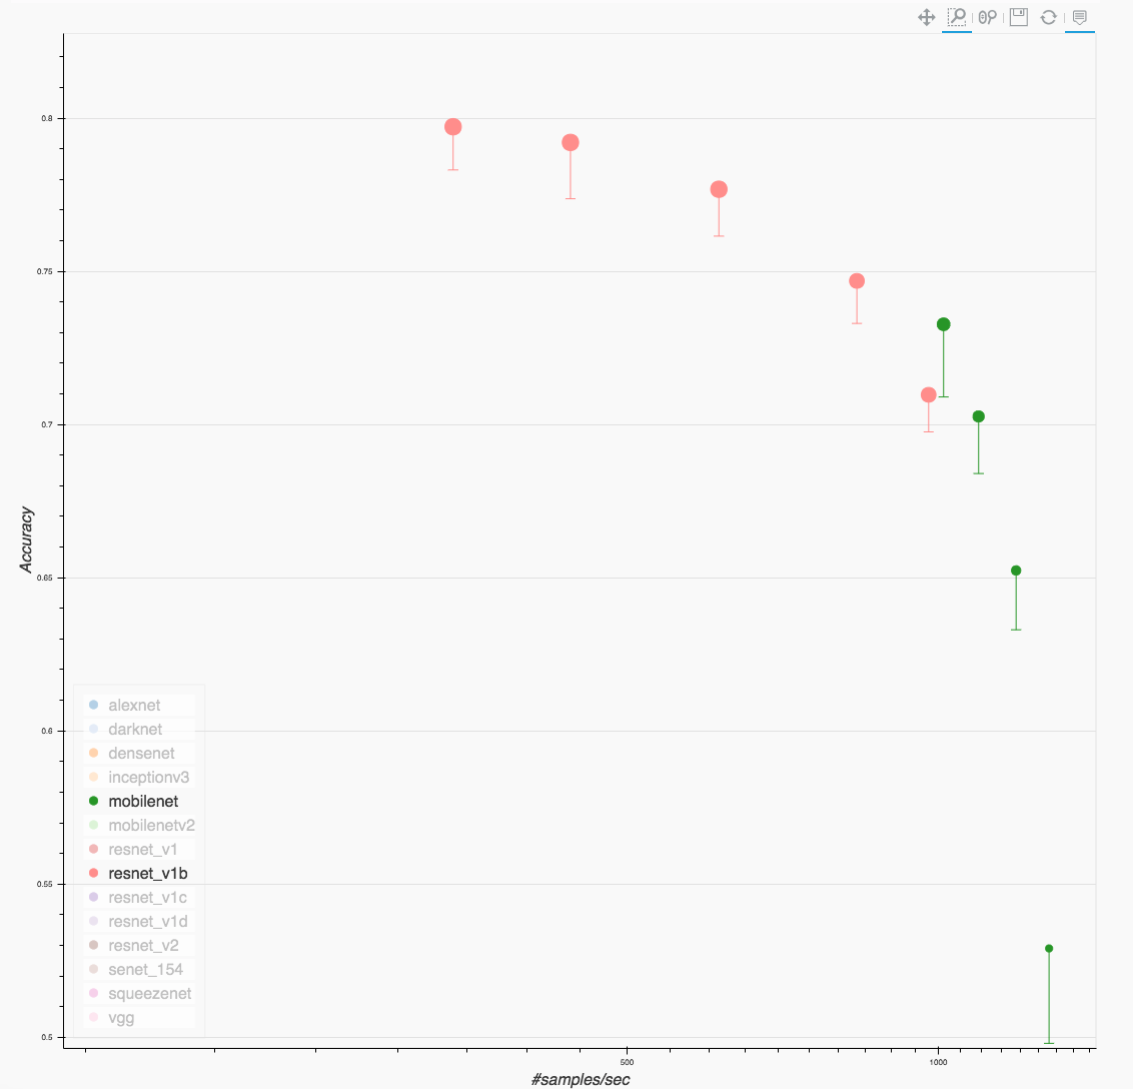 0.8
0.75
0.7
Accuracy
0.65
0.6
0.55
0.5
alexnet
darknet
densenet
inceptionv3
mobilenet
mobilenetv2
resnet_v1
resnet_v1b
resnet_v1c
resnet_v1d
resnet_v2
senet_154
squeezenet
vgg
500 1000
#samples/sec